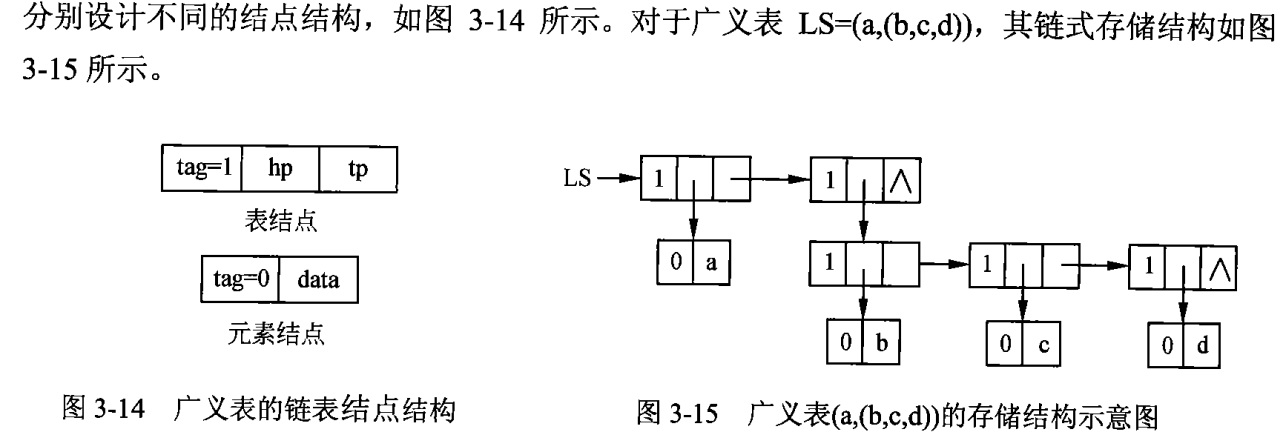 分别设计不同的结点结构，如图 3-14 所示。对于广义表 LS=(a,(b,c,d))，其链式存储结构如图
3-15 所示。
tag=1 hp tp
表结点
tag=0 data
元素结点
图 3-14 广义表的链表结点结构
LS 1 1 ∧
0 a 1 1 1 ∧
0 b 0 c 0 d
图 3-15 广义表(a,(b,c,d))的存储结构示意图